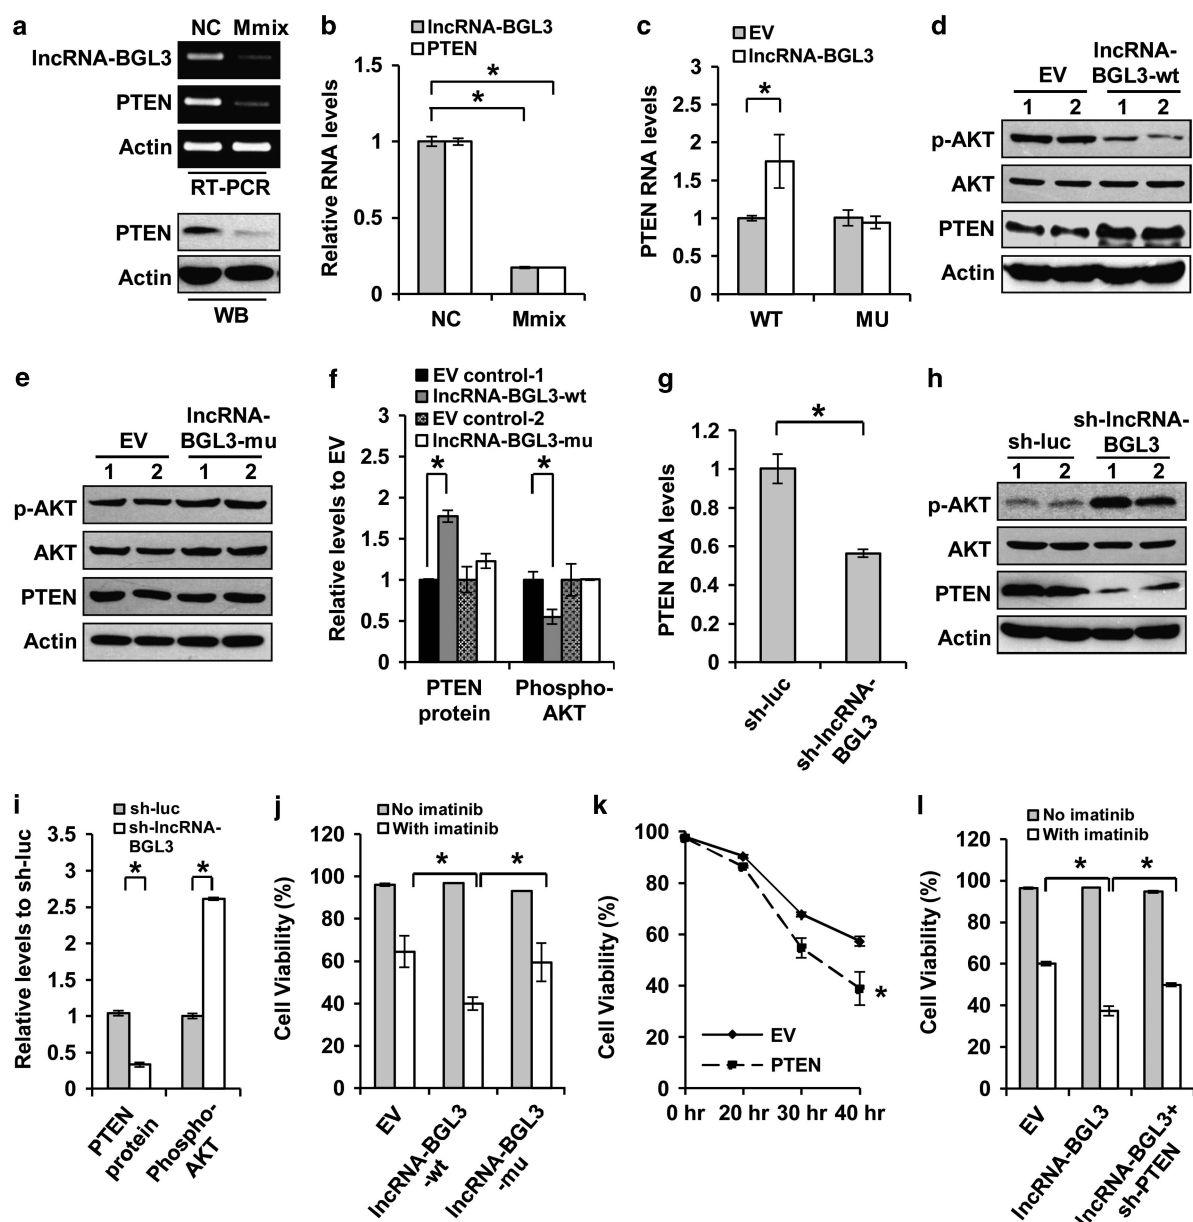 a
NC Mmix
lncRNA-BGL3
PTEN
Actin
RT-PCR
PTEN
Actin
WB
b
lncRNA-BGL3
PTEN
Relative RNA levels
1.5
1
0.5
0
*
*
NC
Mmix
c
EV
lncRNA-BGL3
PTEN RNA levels
3
2.5
2
1.5
1
0.5
0
*
WT
MU
d
EV
lncRNA-
BGL3-wt
1 2 1 2
p-AKT
AKT
PTEN
Actin
e
EV
lncRNA-
BGL3-mu
1 2 1 2
p-AKT
AKT
PTEN
Actin
f
EV control-1
lncRNA-BGL3-wt
EV control-2
lncRNA-BGL3-mu
Relative levels to EV
3
2.5
2
1.5
1
0.5
0
*
*
PTEN
protein
Phospho-
AKT
g
PTEN RNA levels
1.2
1
0.8
0.6
0.4
0.2
0
*
sh-luc
sh-lncRNA-
BGL3
h
sh-luc
sh-lncRNA-
BGL3
1 2 1 2
p-AKT
AKT
PTEN
Actin
i
sh-luc
sh-lncRNA-
BGL3
Relative levels to sh-luc
3.5
3
2.5
2
1.5
1
0.5
0
*
*
PTEN
protein
Phospho-
AKT
j
No imatinib
With imatinib
Cell Viability (%)
120
100
80
60
40
20
0
*
*
EV
lncRNA-BGL3
-wt
lncRNA-BGL3
-mu
k
Cell Viability (%)
100
80
60
40
20
0
*
EV
PTEN
0 hr 20 hr 30 hr 40 hr
l
No imatinib
With imatinib
Cell Viability (%)
120
100
80
60
40
20
0
*
*
EV
lncRNA-BGL3
lncRNA-BGL3+
sh-PTEN